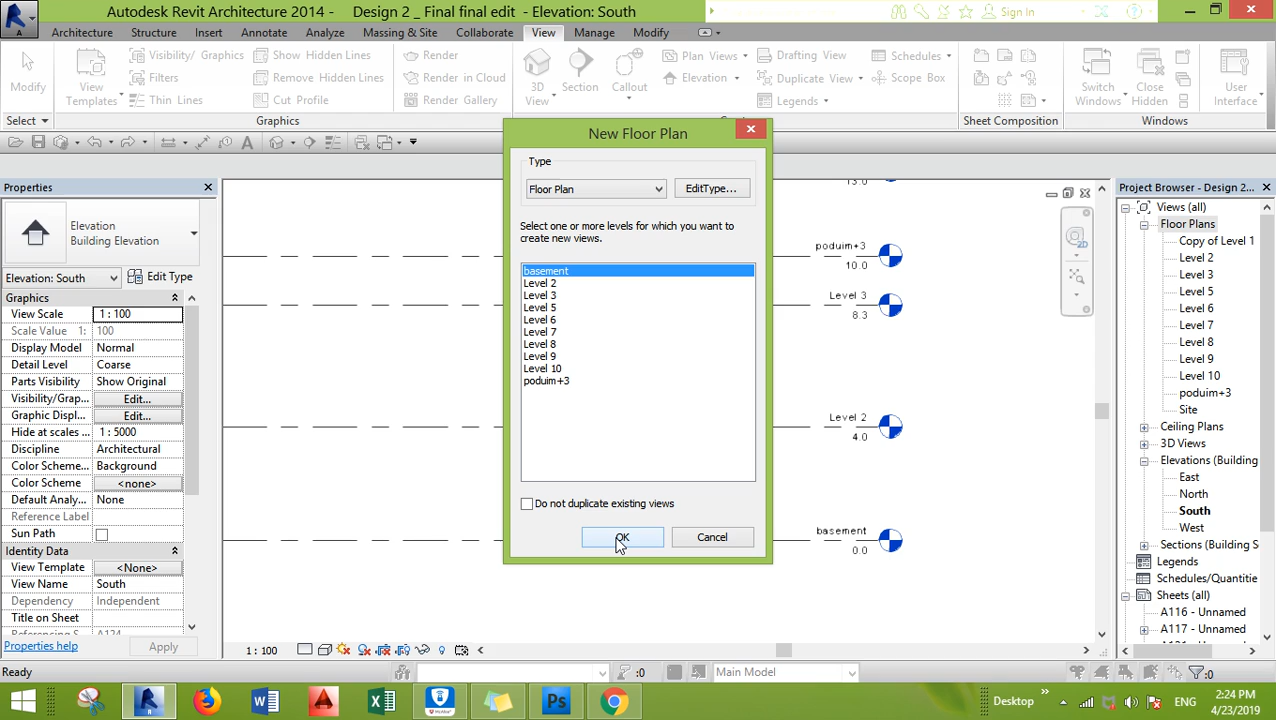 Autodesk Revit Architecture 2014 - Design 2 _ Final final edit - Elevation: South
Sign In
Architecture Structure Insert Annotate Analyze Massing & Site Collaborate View Manage Modify
Modify
View Templates
Visibility/ Graphics
Filters
Thin Lines
Show Hidden Lines
Remove Hidden Lines
Cut Profile
Render
Render in Cloud
Render Gallery
3D View
Section
Callout
Plan Views
Elevation
Drafting View
Duplicate View
Legends
Schedules
Scope Box
Switch Windows
Close Hidden
User Interface
Select Graphics Sheet Composition Windows
Properties
Elevation
Building Elevation
Elevation: South Edit Type
Graphics
View Scale 1 : 100
Scale Value 1: 100
Display Model Normal
Detail Level Coarse
Parts Visibility Show Original
Visibility/Grap... Edit...
Graphic Displ... Edit...
Hide at scales ... 1 : 5000
Discipline Architectural
Color Scheme... Background
Color Scheme <none>
Default Analy... None
Reference Label
Sun Path
Identity Data
View Template <None>
View Name South
Dependency Independent
Title on Sheet
Referencing S... A124
Properties help Apply
New Floor Plan
Type
Floor Plan EditType...
Select one or more levels for which you want to
create new views.
basement
Level 2
Level 3
Level 5
Level 6
Level 7
Level 8
Level 9
Level 10
poduim+3
Do not duplicate existing views
OK Cancel
13.0
poduim+3
10.0
Level 3
8.3
Level 2
4.0
basement
0.0
2D
Project Browser - Design 2...
Views (all)
Floor Plans
Copy of Level 1
Level 2
Level 3
Level 5
Level 6
Level 7
Level 8
Level 9
Level 10
poduim+3
Site
Ceiling Plans
3D Views
Elevations (Building
East
North
South
West
Sections (Building S
Legends
Schedules/Quantitie
Sheets (all)
A116 - Unnamed
A117 - Unnamed
1 : 100
Ready :0 Main Model :0
Desktop ENG 2:24 PM
4/23/2019